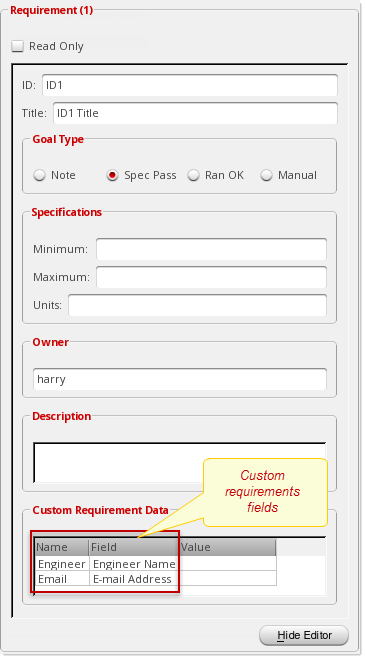 Requirement (1)
Read Only
ID: ID1
Title: ID1 Title
Goal Type
Note Spec Pass Ran OK Manual
Specifications
Minimum:
Maximum:
Units:
Owner
harry
Description
Custom
requirements
fields
Custom Requirement Data
Name Field Value
Engineer Engineer Name
Email E-mail Address
Hide Editor